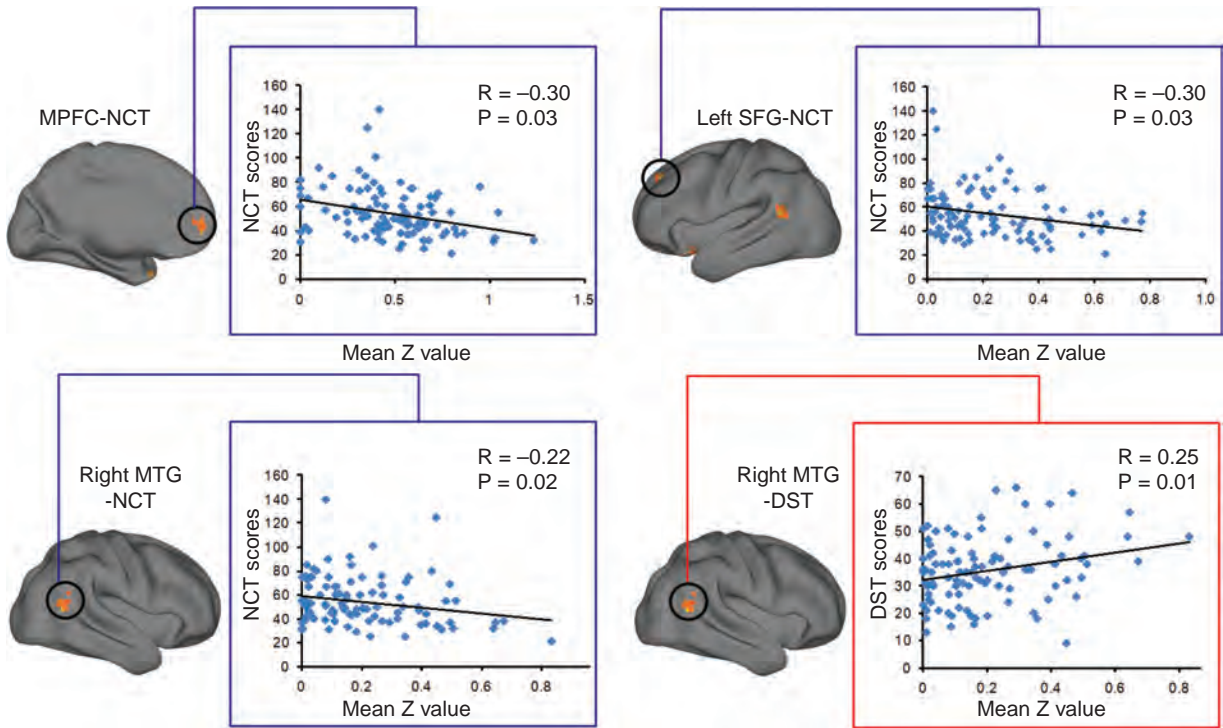 MPFC-NCT
NCT scores
160
140
120
100
80
60
40
20
0
R = –0.30
P = 0.03
0
0.5
1
1.5
Mean Z value
Left SFG-NCT
NCT scores
160
140
120
100
80
60
40
20
0
R = –0.30
P = 0.03
0.0
0.2
0.4
0.6
0.8
1.0
Mean Z value
Right MTG
-NCT
NCT scores
160
140
120
100
80
60
40
20
0
R = –0.22
P = 0.02
0
0.2
0.4
0.6
0.8
Mean Z value
Right MTG
-DST
DST scores
70
60
50
40
30
20
10
0
R = 0.25
P = 0.01
0
0.2
0.4
0.6
0.8
Mean Z value